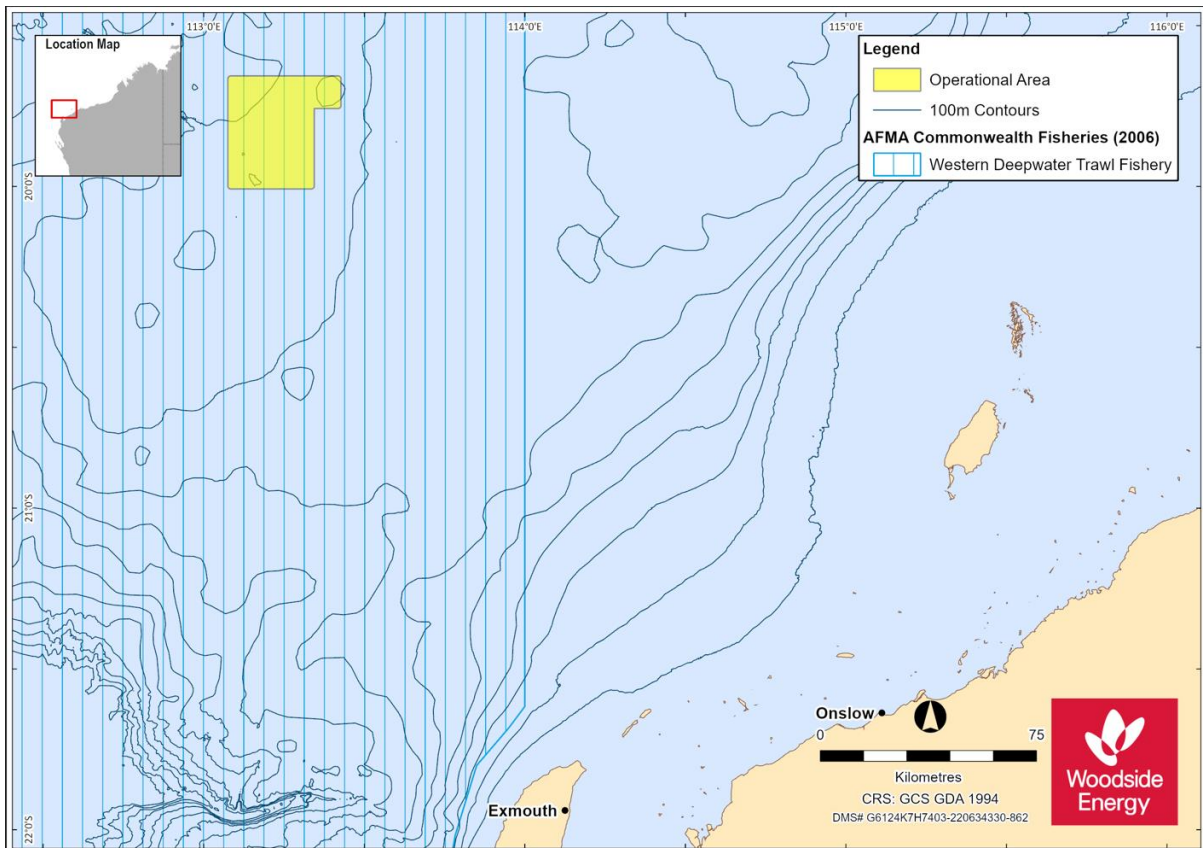 113°0'E
114°0'E
115°0'E
116°0'E
Location Map
Legend
Operational Area
100m Contours
AFMA Commonwealth Fisheries (2006)
Western Deepwater Trawl Fishery
20°0'S
21°0'S
22°0'S
Onslow
Exmouth
0 75
Kilometres
CRS: GCS GDA 1994
DMS# G6124K7H7403-220634330-862
Woodside
Energy